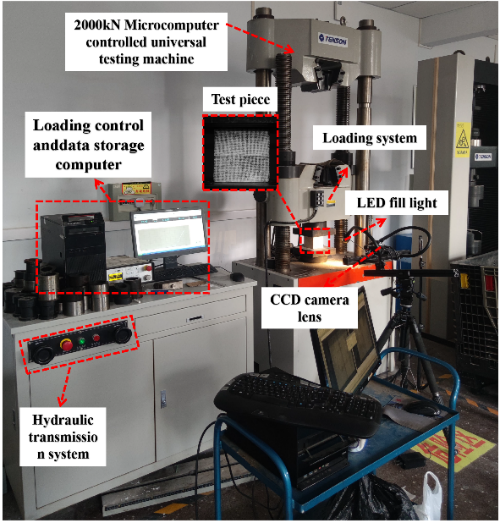 2000kN Microcomputer
controlled universal
testing machine
TEKSON
Test piece
Loading control
anddata storage
computer
Loading system
LED fill light
CCD camera
lens
Hydraulic
transmissio
n system